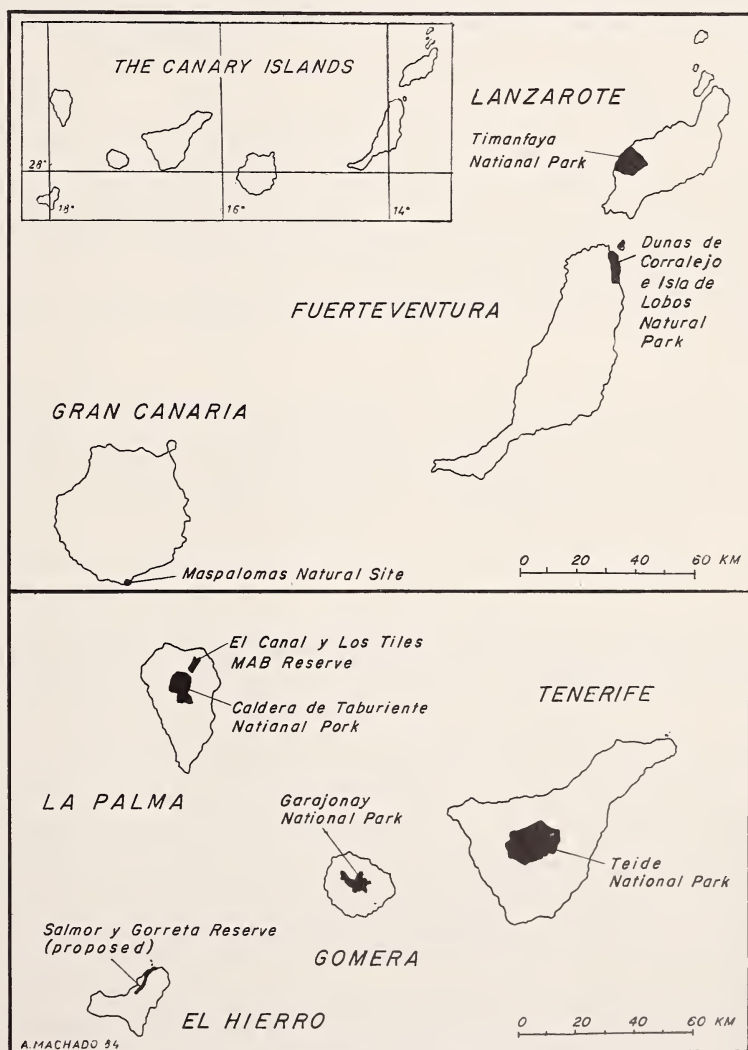 THE CANARY ISLANDS
28°
18°
16°
14°
LANZAROTE
Timanfaya
Natianal Park
Dunas de
Corralejo
e Isla de
Lobos
Natural
Park
FUERTEVENTURA
GRAN CANARIA
Maspalomas Natural Site
0 20 40 60 KM
El Canal y Los Tiles
MAB Reserve
Caldera de Taburiente
Natianal Pork
TENERIFE
LA PALMA
Garajonay
National Park
Teide
National Park
Salmor y Gorreta Reserve
(proposed)
GOMERA
EL HIERRO
0 20 40 60 KM
A.MACHADO 84